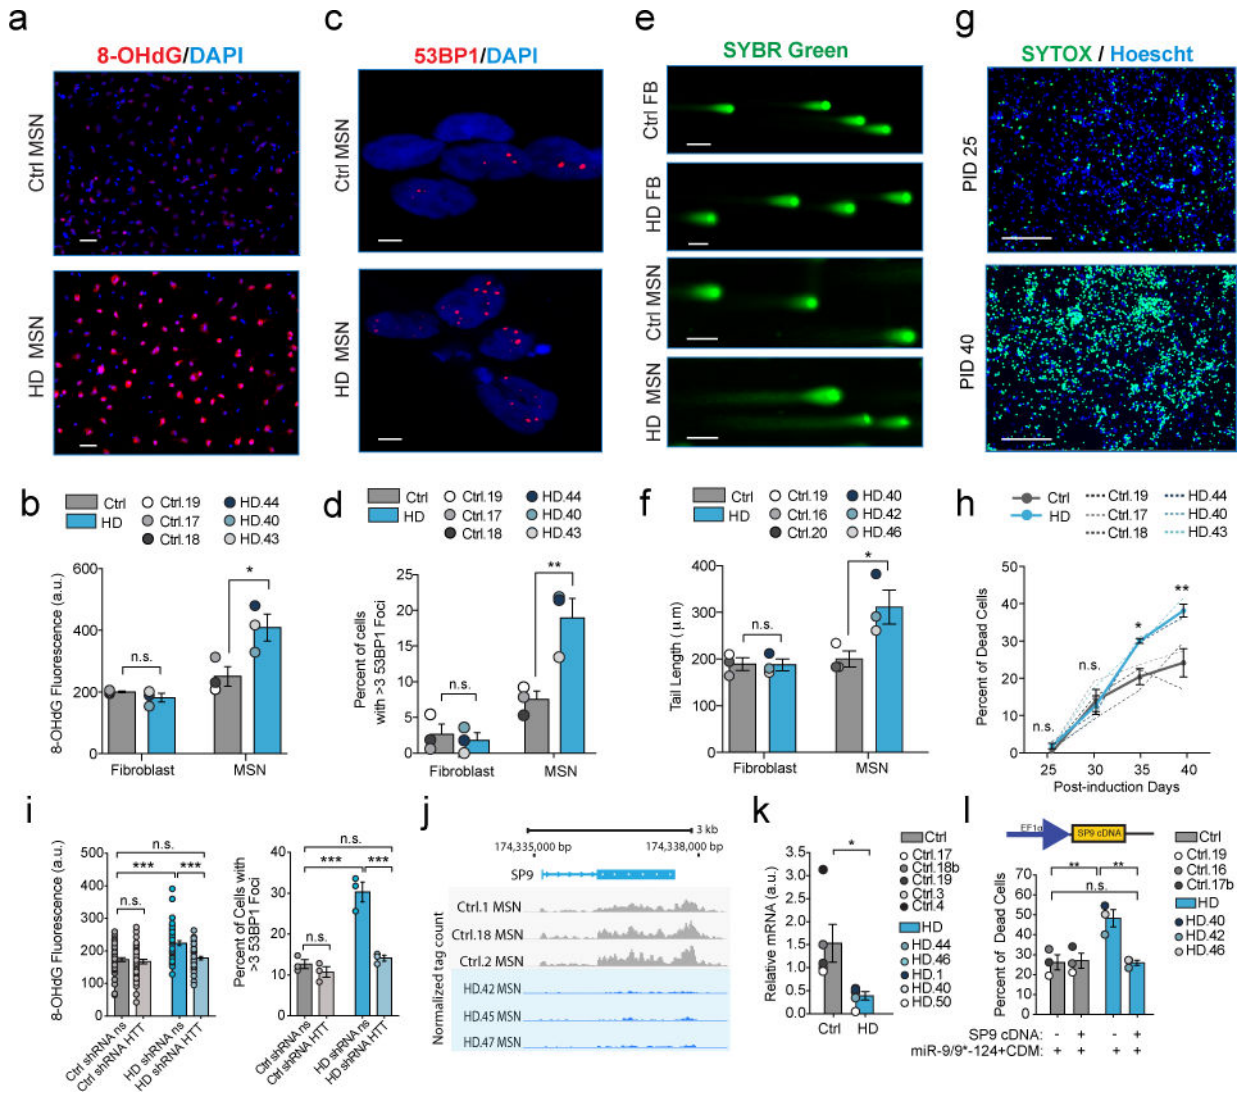 a
8-OHdG/DAPI
Ctrl MSN
HD MSN
c
53BP1/DAPI
Ctrl MSN
HD MSN
e
SYBR Green
Ctrl FB
HD FB
Ctrl MSN
HD MSN
g
SYTOX / Hoescht
PID 25
PID 40
b
Ctrl
HD
Ctrl.19
Ctrl.17
Ctrl.18
HD.44
HD.40
HD.43
8-OHdG Fluorescence (a.u.)
600
400
200
0
n.s.
*
Fibroblast
MSN
d
Ctrl
HD
Ctrl.19
Ctrl.17
Ctrl.18
HD.44
HD.40
HD.43
Percent of cells
with >3 53BP1 Foci
25
20
15
10
5
0
n.s.
**
Fibroblast
MSN
f
Ctrl
HD
Ctrl.19
Ctrl.16
Ctrl.20
HD.40
HD.42
HD.46
Tail Length (μm)
400
300
200
100
0
n.s.
*
Fibroblast
MSN
h
Ctrl
HD
Ctrl.19
Ctrl.17
Ctrl.18
HD.44
HD.40
HD.43
Percent of Dead Cells
50
40
30
20
10
0
n.s.
n.s.
*
**
25
30
35
40
Post-induction Days
i
8-OHdG Fluorescence (a.u.)
500
400
300
200
100
0
n.s.
***
***
n.s.
Ctrl shRNA ns
Ctrl shRNA HTT
HD shRNA ns
HD shRNA HTT
Percent of Cells with
>3 53BP1 Foci
40
30
20
10
0
n.s.
***
***
n.s.
Ctrl shRNA ns
Ctrl shRNA HTT
HD shRNA ns
HD shRNA HTT
j
3 kb
174,335,000 bp
174,338,000 bp
SP9
Normalized tag count
Ctrl.1 MSN
Ctrl.18 MSN
Ctrl.2 MSN
HD.42 MSN
HD.45 MSN
HD.47 MSN
k
Relative mRNA (a.u.)
3.5
3.0
2.5
2.0
1.5
1.0
0.5
0
*
Ctrl
HD
Ctrl
Ctrl.17
Ctrl.18b
Ctrl.19
Ctrl.3
Ctrl.4
HD
HD.44
HD.46
HD.1
HD.40
HD.50
l
EF1α
SP9 cDNA
Percent of Dead Cells
70
60
50
40
30
20
10
0
**
**
n.s.
Ctrl
Ctrl.19
Ctrl.16
Ctrl.17b
HD
HD.40
HD.42
HD.46
SP9 cDNA: - + - +
miR-9/9*-124+CDM: + + + +